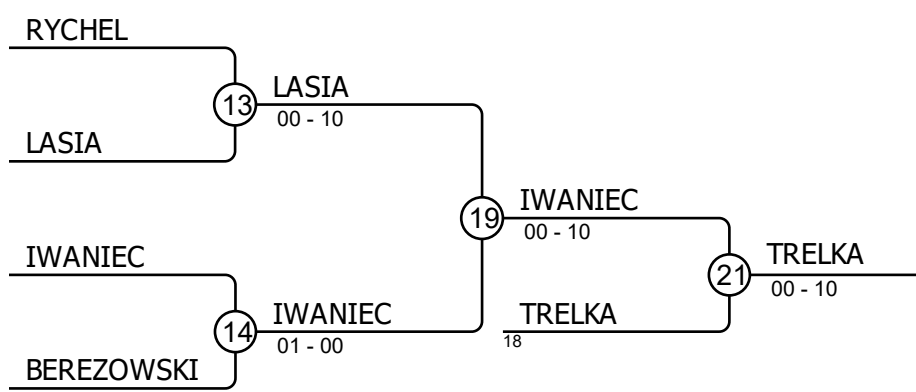 RYCHEL
13
LASIA
00 - 10
LASIA
19
IWANIEC
00 - 10
IWANIEC
21
TRELKA
00 - 10
14
IWANIEC
01 - 00
TRELKA
18
BEREZOWSKI